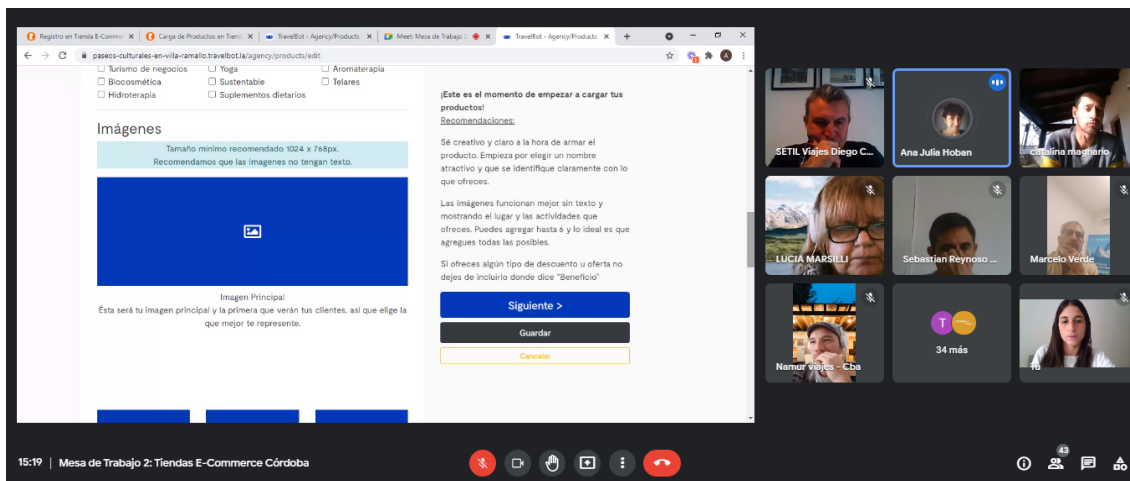 Registro en Tienda E-Comme
Carga de Productos en Tiend
TravelBot - Agency/Products
Meet: Mesa de Trabajo 2
TravelBot - Agency/Products
paseos-culturales-en-villa-ramallo.travelbot.la/agency/products/edit
A
Turismo de negocios
Yoga
Aromaterapia
Biocosmética
Sustentable
Telares
Hidroterapia
Suplementos dietarios
Imágenes
Tamaño mínimo recomendado 1024 x 768px.
Recomendamos que las imagenes no tengan texto.
Imagen Principal
Ésta será tu imagen principal y la primera que verán tus clientes, así que elige la
que mejor te represente.
¡Este es el momento de empezar a cargar tus
productos!
Recomendaciones:
Sé creativo y claro a la hora de armar el
producto. Empieza por elegir un nombre
atractivo y que se identifique claramente con lo
que ofreces.
Las imágenes funcionan mejor sin texto y
mostrando el lugar y las actividades que
ofreces. Puedes agregar hasta 6 y lo ideal es que
agregues todas las posibles.
Si ofreces algún tipo de descuento u oferta no
dejes de incluirlo donde dice "Beneficio"
Siguiente >
Guardar
Cancelar
SETIL Viajes Diego C...
Ana Julia Hoban
catalina magnario
LUCIA MARSILLI
Sebastian Reynoso ...
Marcelo Verde
Namur viajes - Cba
T
34 más
Tú
15:19 | Mesa de Trabajo 2: Tiendas E-Commerce Córdoba
43